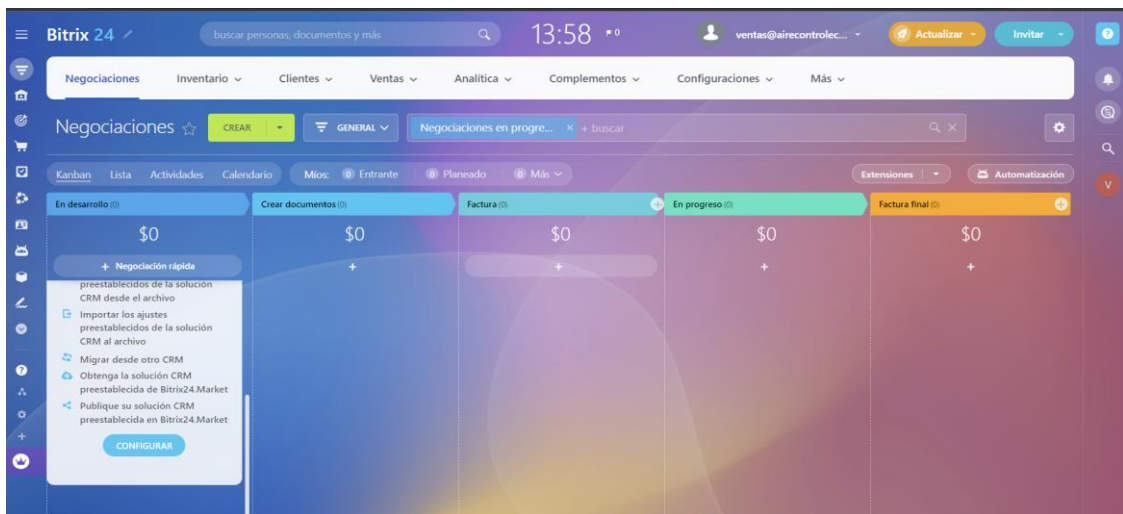 Bitrix 24
buscar personas, documentos y más
13:58
0
ventas@airecontrolec...
Actualizar
Invitar
Negociaciones
Inventario
Clientes
Ventas
Analítica
Complementos
Configuraciones
Más
Negociaciones
CREAR
GENERAL
Negociaciones en progre... ×
+ buscar
Kanban
Lista
Actividades
Calendario
Míos:
0 Entrante
0 Planeado
0 Más
Extensiones
Automatización
En desarrollo (0)
Crear documentos (0)
Factura (0)
En progreso (0)
Factura final (0)
$0
$0
$0
$0
$0
+ Negociación rápida
+
+
+
+
preestablecidos de la solución
CRM desde el archivo
Importar los ajustes
preestablecidos de la solución
CRM al archivo
Migrar desde otro CRM
Obtenga la solución CRM
preestablecida de Bitrix24.Market
Publique su solución CRM
preestablecida en Bitrix24.Market
CONFIGURAR
V